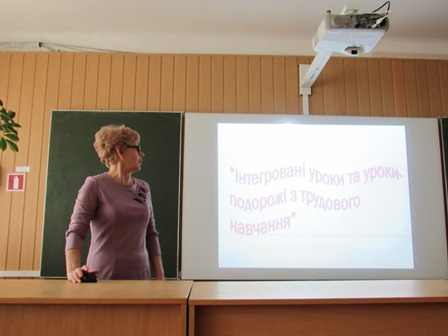 "Інтегровані уроки та уроки-
подорожі з трудового
навчання"